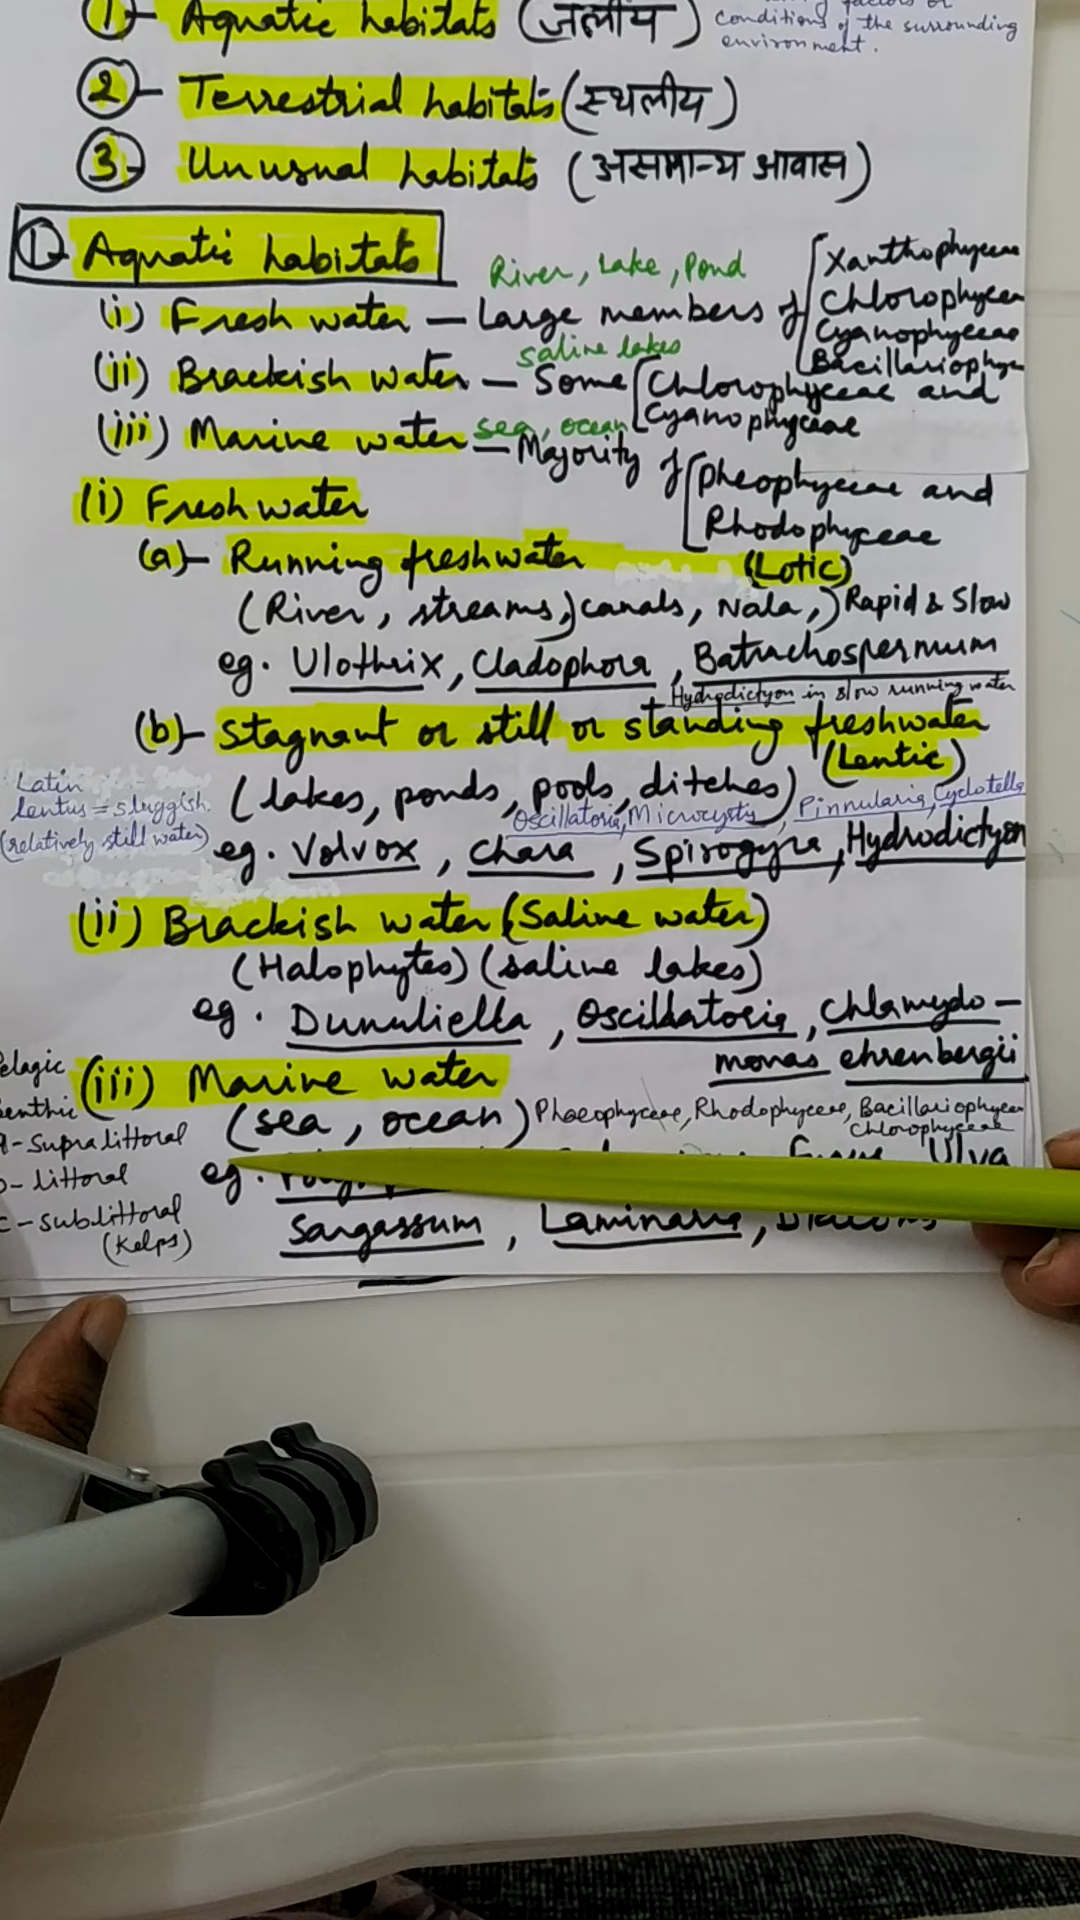 1- Aquatic habitats (जलीय)
conditions of the surrounding
environment.
2- Terrestrial habitats (स्थलीय)
3- Unusual habitats (असमान्य आवास)
1- Aquatic habitats
River, Lake, Pond
(i) Fresh water - Large members of [Xanthophyceae
Chlorophyceae
Cyanophyceae
Bacillariophy
saline lakes
(ii) Brackish water - Some [Chlorophyceae and
Cyanophyceae
sea, ocean
(iii) Marine water - Majority of [Pheophyceae and
Rhodophyceae
(i) Fresh water
(a)- Running freshwater (Lotic)
(River, streams,) canals, Nala,) Rapid & Slow
eg. Ulothrix, Cladophora, Batrachospermum
Hydrodictyon in slow running water
(b)- Stagnant or still or standing freshwater
(Lentic)
Latin
lentus = sluggish.
(relatively still water)
(lakes, ponds, pools, ditches)
Oscillatoria, Microcysty, Pinnularia, Cyclotella
eg. Volvox, Chara, Spirogyra, Hydrodictyon
(ii) Brackish water (Saline water)
(Halophytes) (saline lakes)
eg. Dunuliella, Oscillatoria, Chlamydo-
monas ehrenbergii
(iii) Marine water
elagic
enthic
-Supralittoral
- littoral
c - sublittoral
(Kelps)
(sea, ocean) Phaeophyceae, Rhodophyceae, Bacillariophyceae
Chlorophyceae
eg. Ulva
Sargassum, Laminaria,